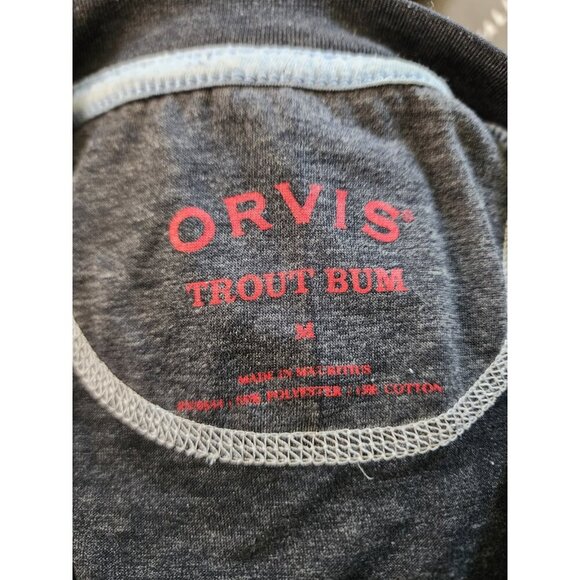 ORVIS®
TROUT BUM
M
MADE IN MAURITIUS
POLYESTER COTTON